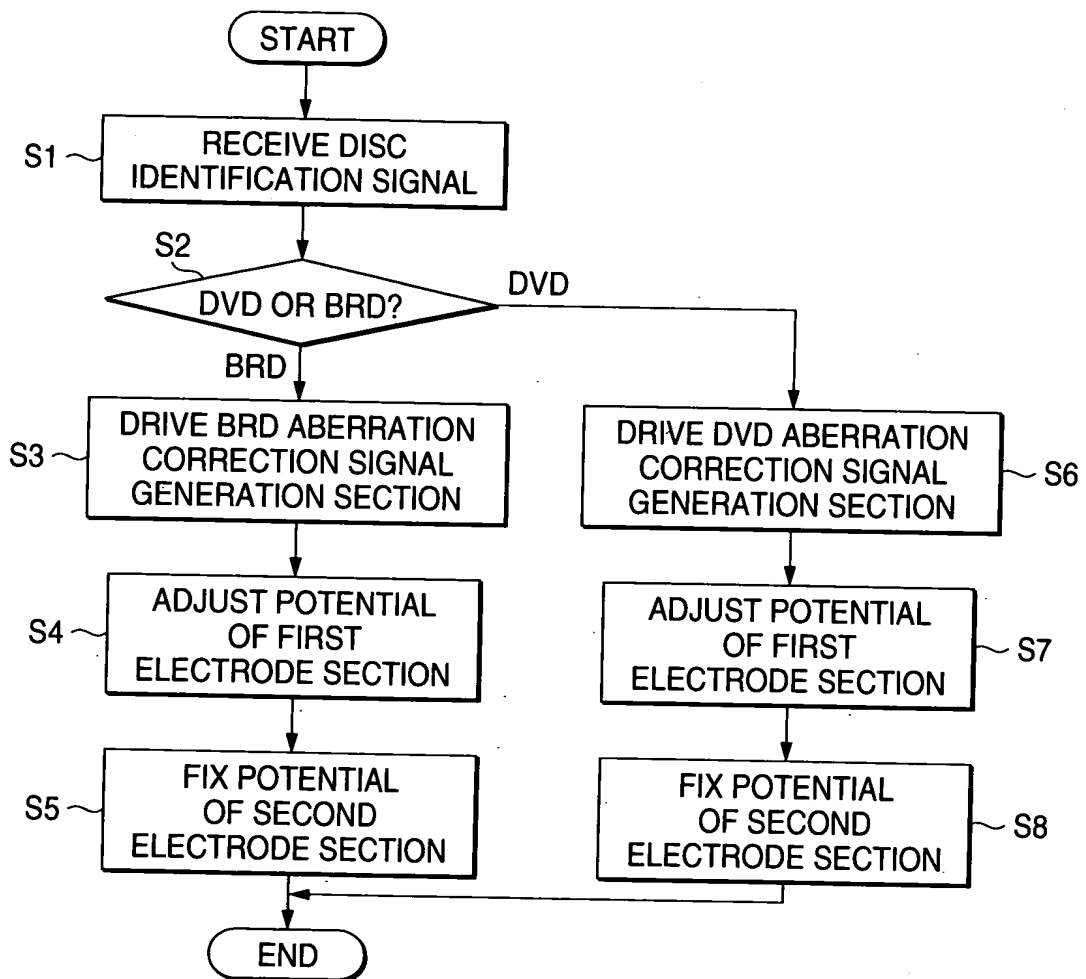 START
S1
RECEIVE DISC
IDENTIFICATION SIGNAL
S2
DVD OR BRD?
DVD
BRD
S3
DRIVE BRD ABERRATION
CORRECTION SIGNAL
GENERATION SECTION
DRIVE DVD ABERRATION
CORRECTION SIGNAL
GENERATION SECTION
S6
S4
ADJUST POTENTIAL
OF FIRST
ELECTRODE SECTION
ADJUST POTENTIAL
OF FIRST
ELECTRODE SECTION
S7
S5
FIX POTENTIAL
OF SECOND
ELECTRODE SECTION
FIX POTENTIAL
OF SECOND
ELECTRODE SECTION
S8
END